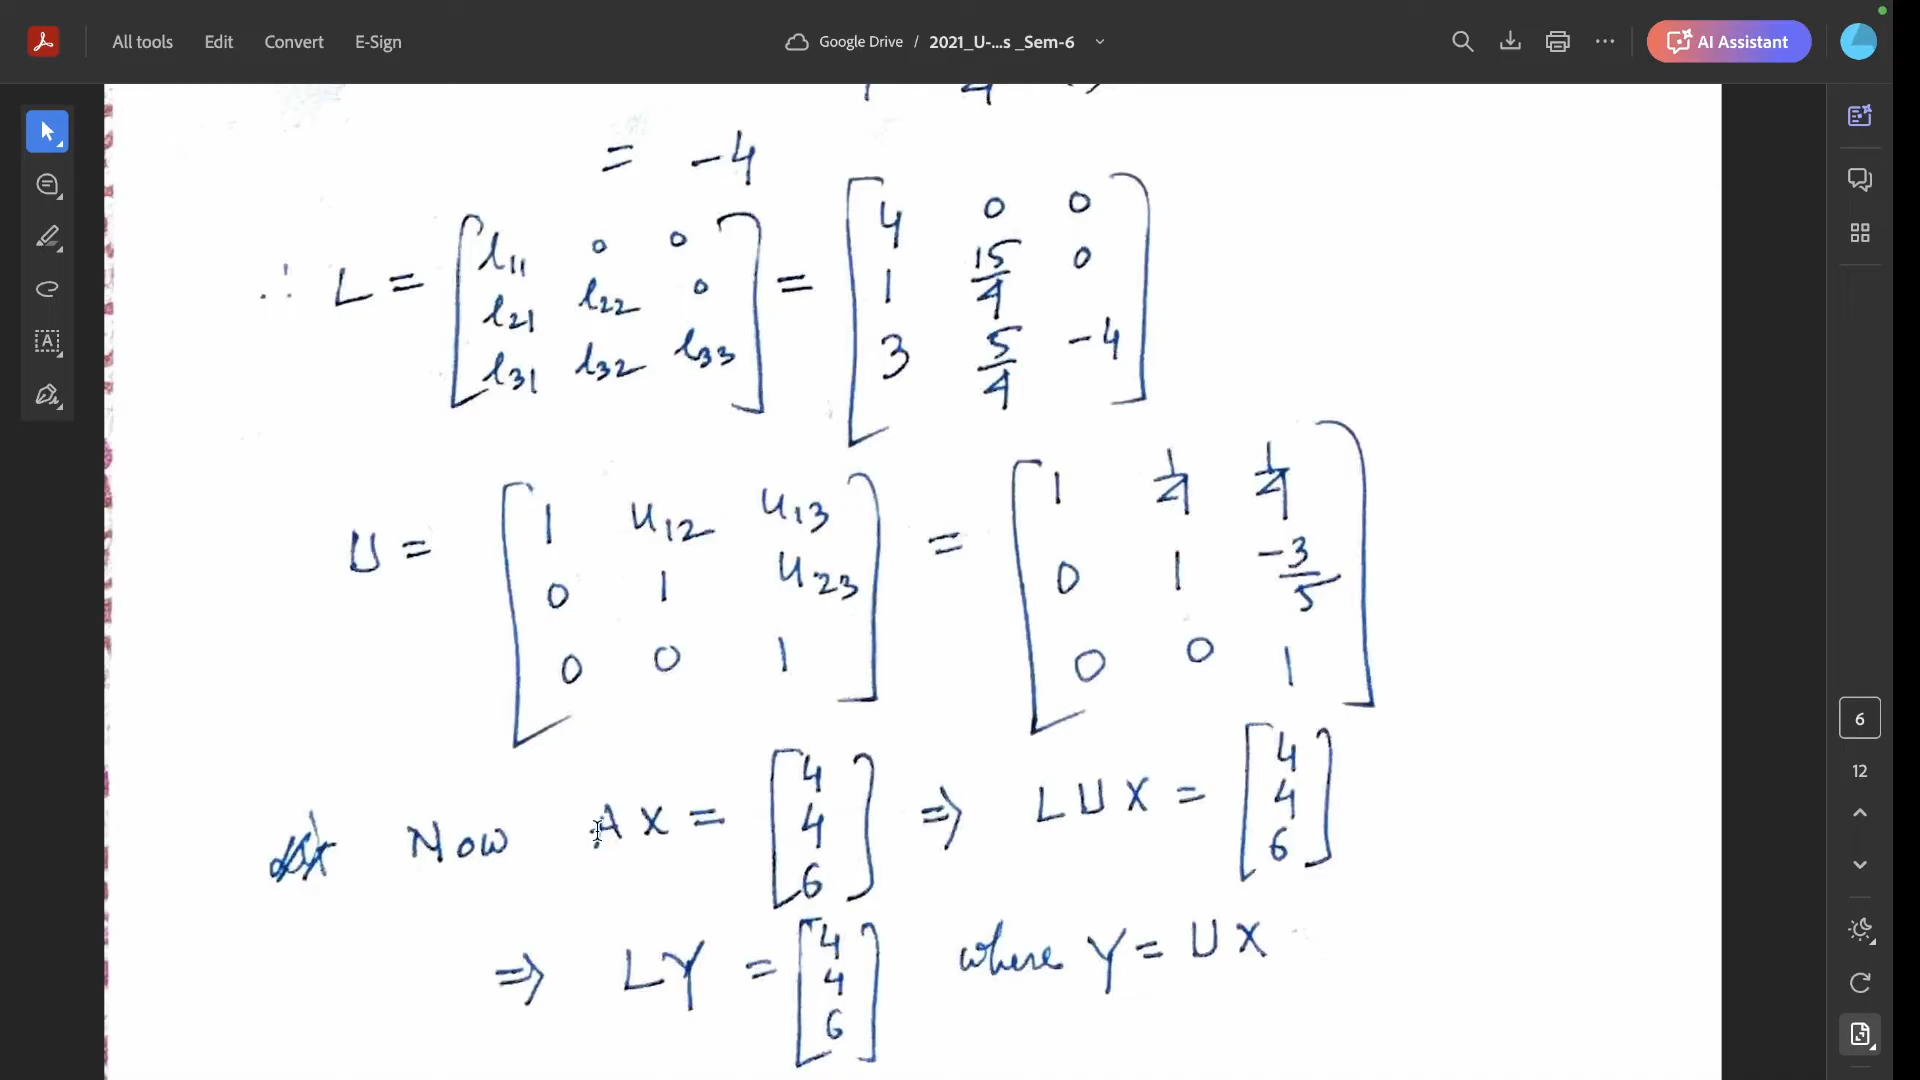 All tools Edit Convert E-Sign Google Drive / 2021_U-...s _Sem-6 AI Assistant
= -4
∴ L = [ l11 0 0 = [ 4 0 0
l21 l22 0 1 15/4 0
l31 l32 l33 ] 3 5/4 -4 ]
U = [ 1 u12 u13 = [ 1 1/4 1/4
0 1 u23 0 1 -3/5
0 0 1 ] 0 0 1 ]
Now AX = [ 4 4 6 ] ⇒ LUX = [ 4 4 6 ]
⇒ LY = [ 4 4 6 ] where Y = UX
6
12